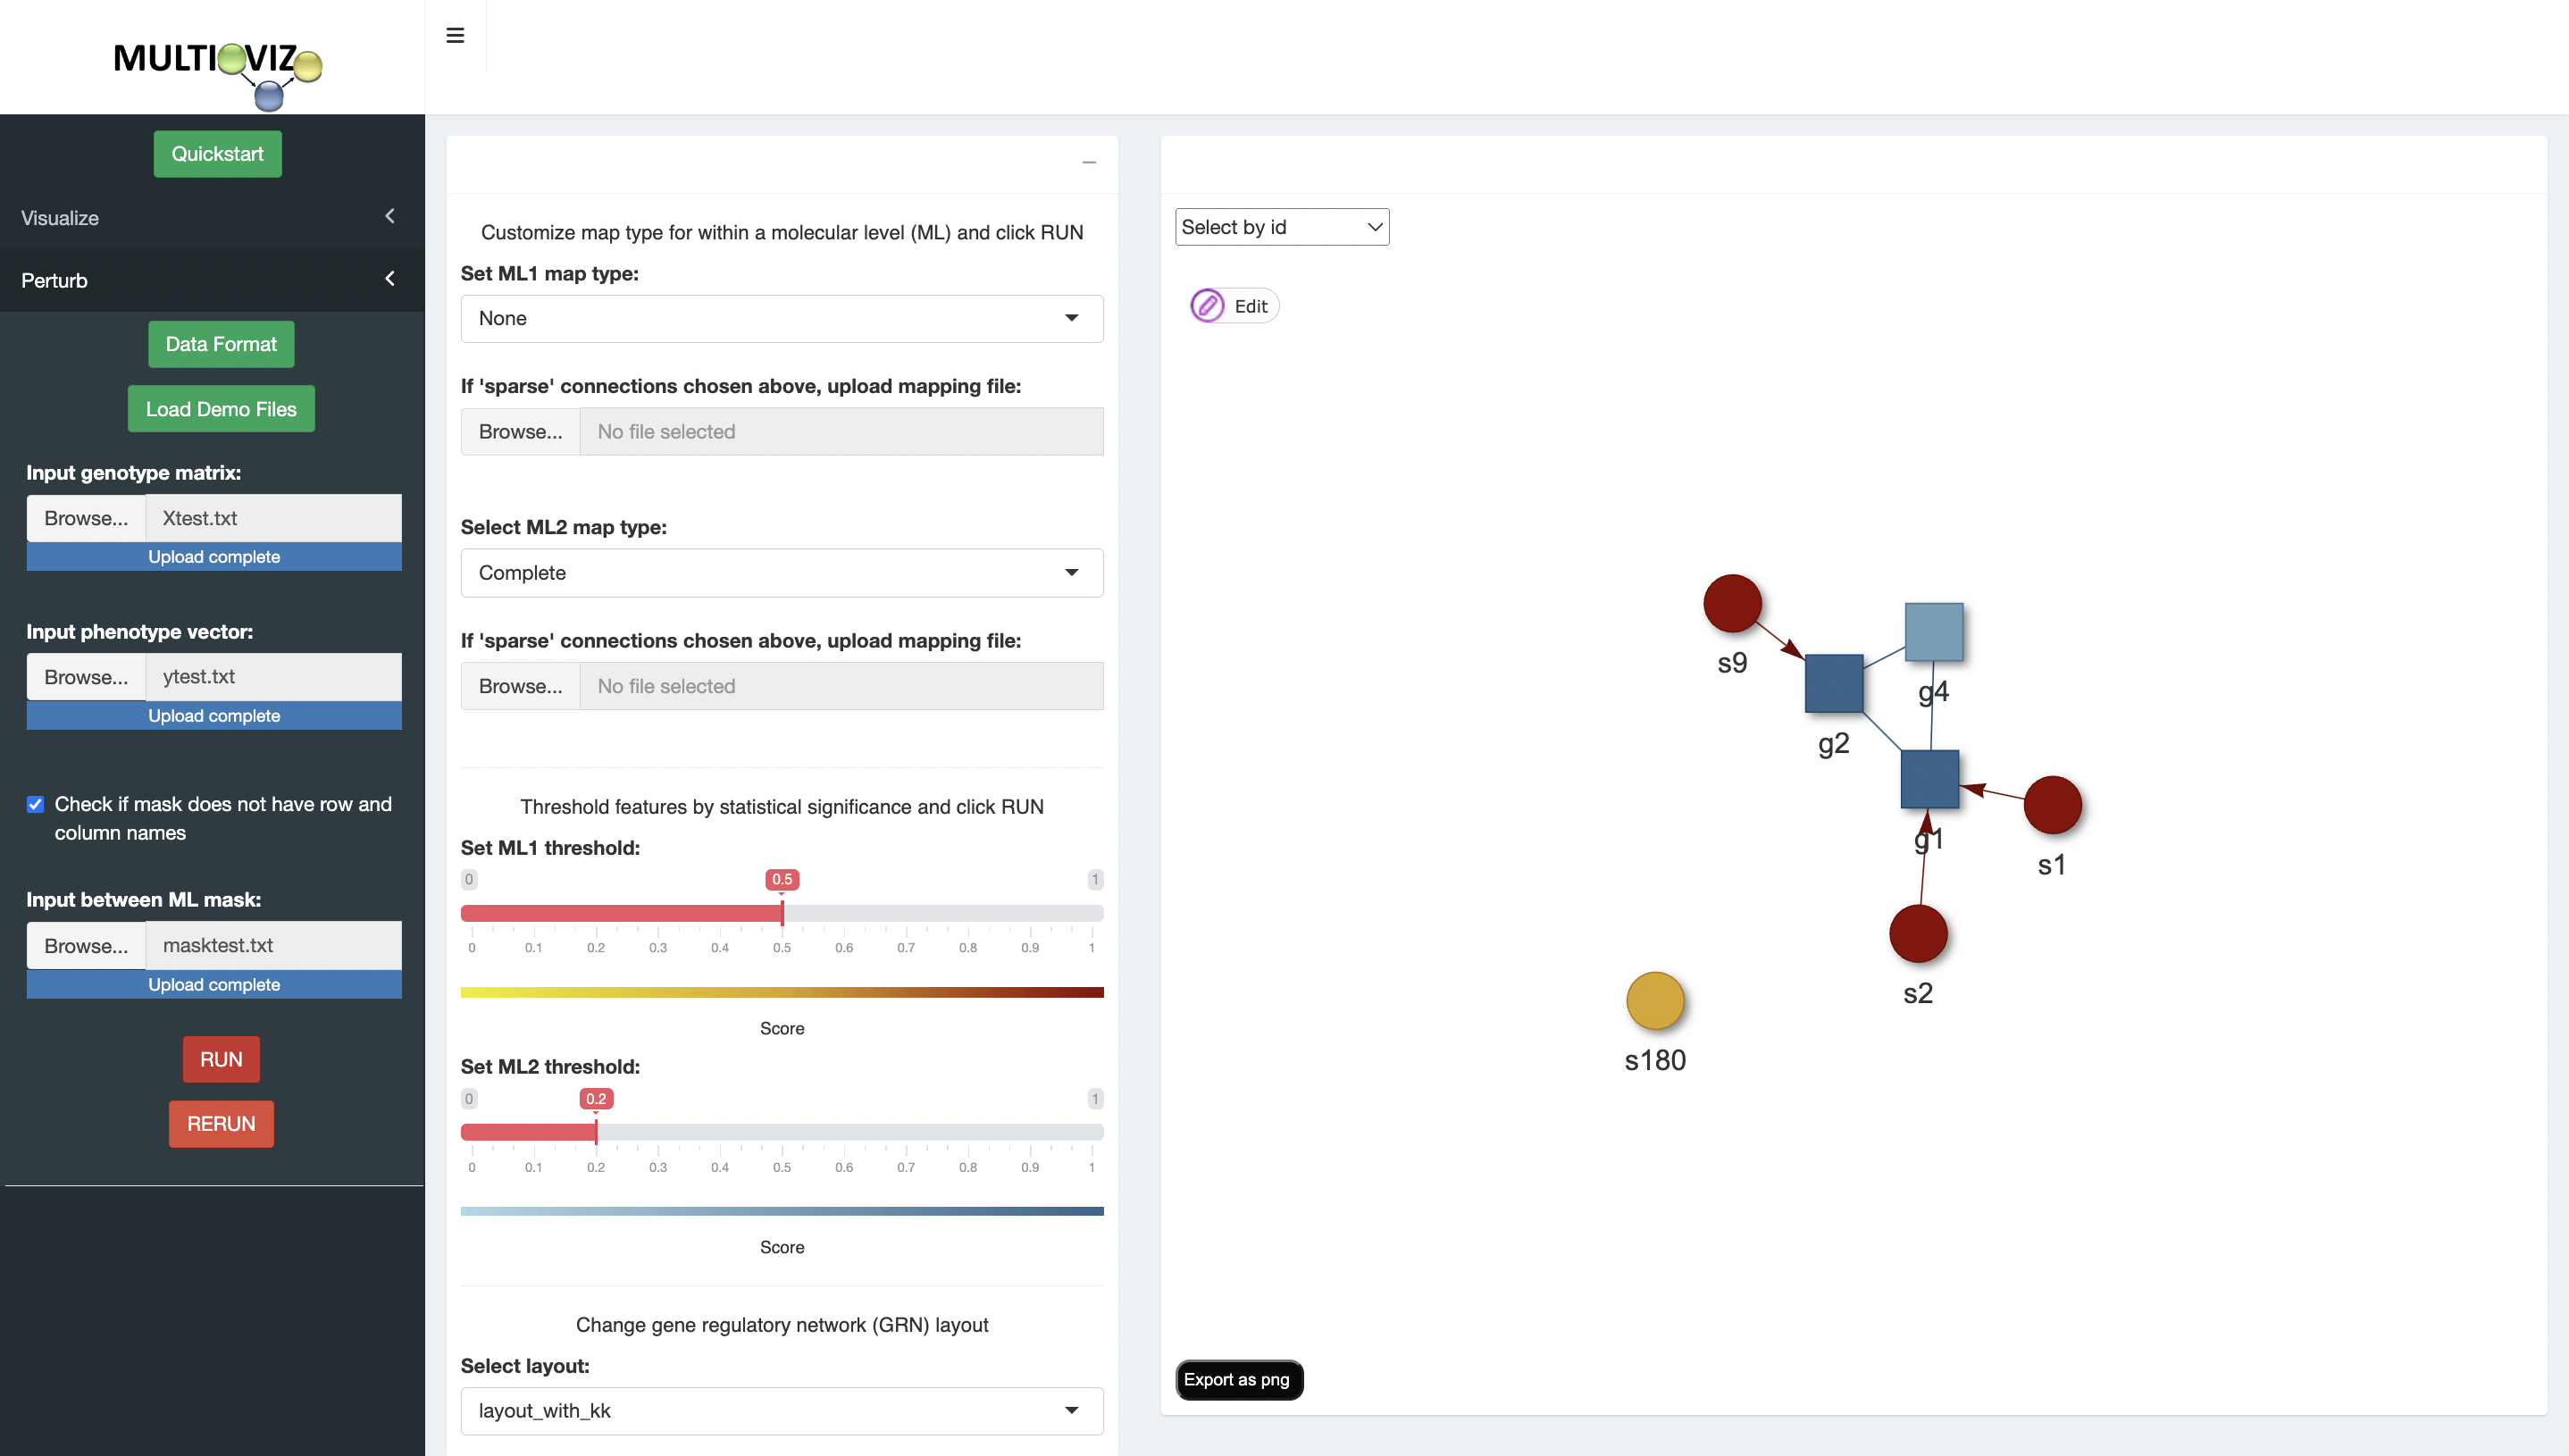 MULTIOVIZ
Quickstart
Visualize
Perturb
Data Format
Load Demo Files
Input genotype matrix:
Browse... Xtest.txt
Upload complete
Input phenotype vector:
Browse... ytest.txt
Upload complete
Check if mask does not have row and
column names
Input between ML mask:
Browse... masktest.txt
Upload complete
RUN
RERUN
Customize map type for within a molecular level (ML) and click RUN
Set ML1 map type:
None
If 'sparse' connections chosen above, upload mapping file:
Browse... No file selected
Select ML2 map type:
Complete
If 'sparse' connections chosen above, upload mapping file:
Browse... No file selected
Threshold features by statistical significance and click RUN
Set ML1 threshold:
0 0.5 1
0 0.1 0.2 0.3 0.4 0.5 0.6 0.7 0.8 0.9 1
Score
Set ML2 threshold:
0 0.2 1
0 0.1 0.2 0.3 0.4 0.5 0.6 0.7 0.8 0.9 1
Score
Change gene regulatory network (GRN) layout
Select layout:
layout_with_kk
Select by id
Edit
s9
g4
g2
g1
s1
s2
s180
Export as png